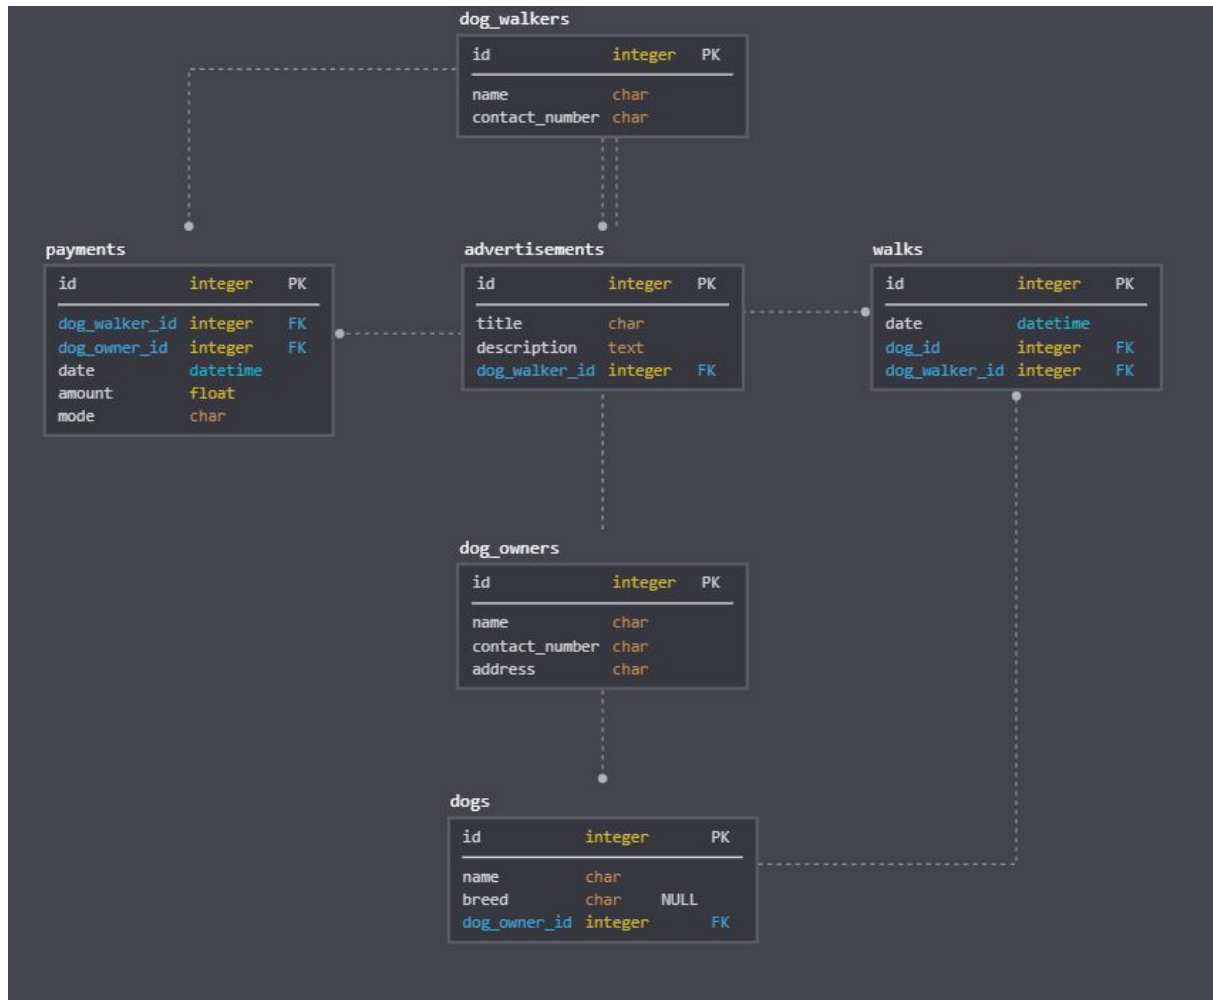 dog_walkers
id integer PK
name char
contact_number char
payments
id integer PK
dog_walker_id integer FK
dog_owner_id integer FK
date datetime
amount float
mode char
advertisements
id integer PK
title char
description text
dog_walker_id integer FK
walks
id integer PK
date datetime
dog_id integer FK
dog_walker_id integer FK
dog_owners
id integer PK
name char
contact_number char
address char
dogs
id integer PK
name char
breed char NULL
dog_owner_id integer FK